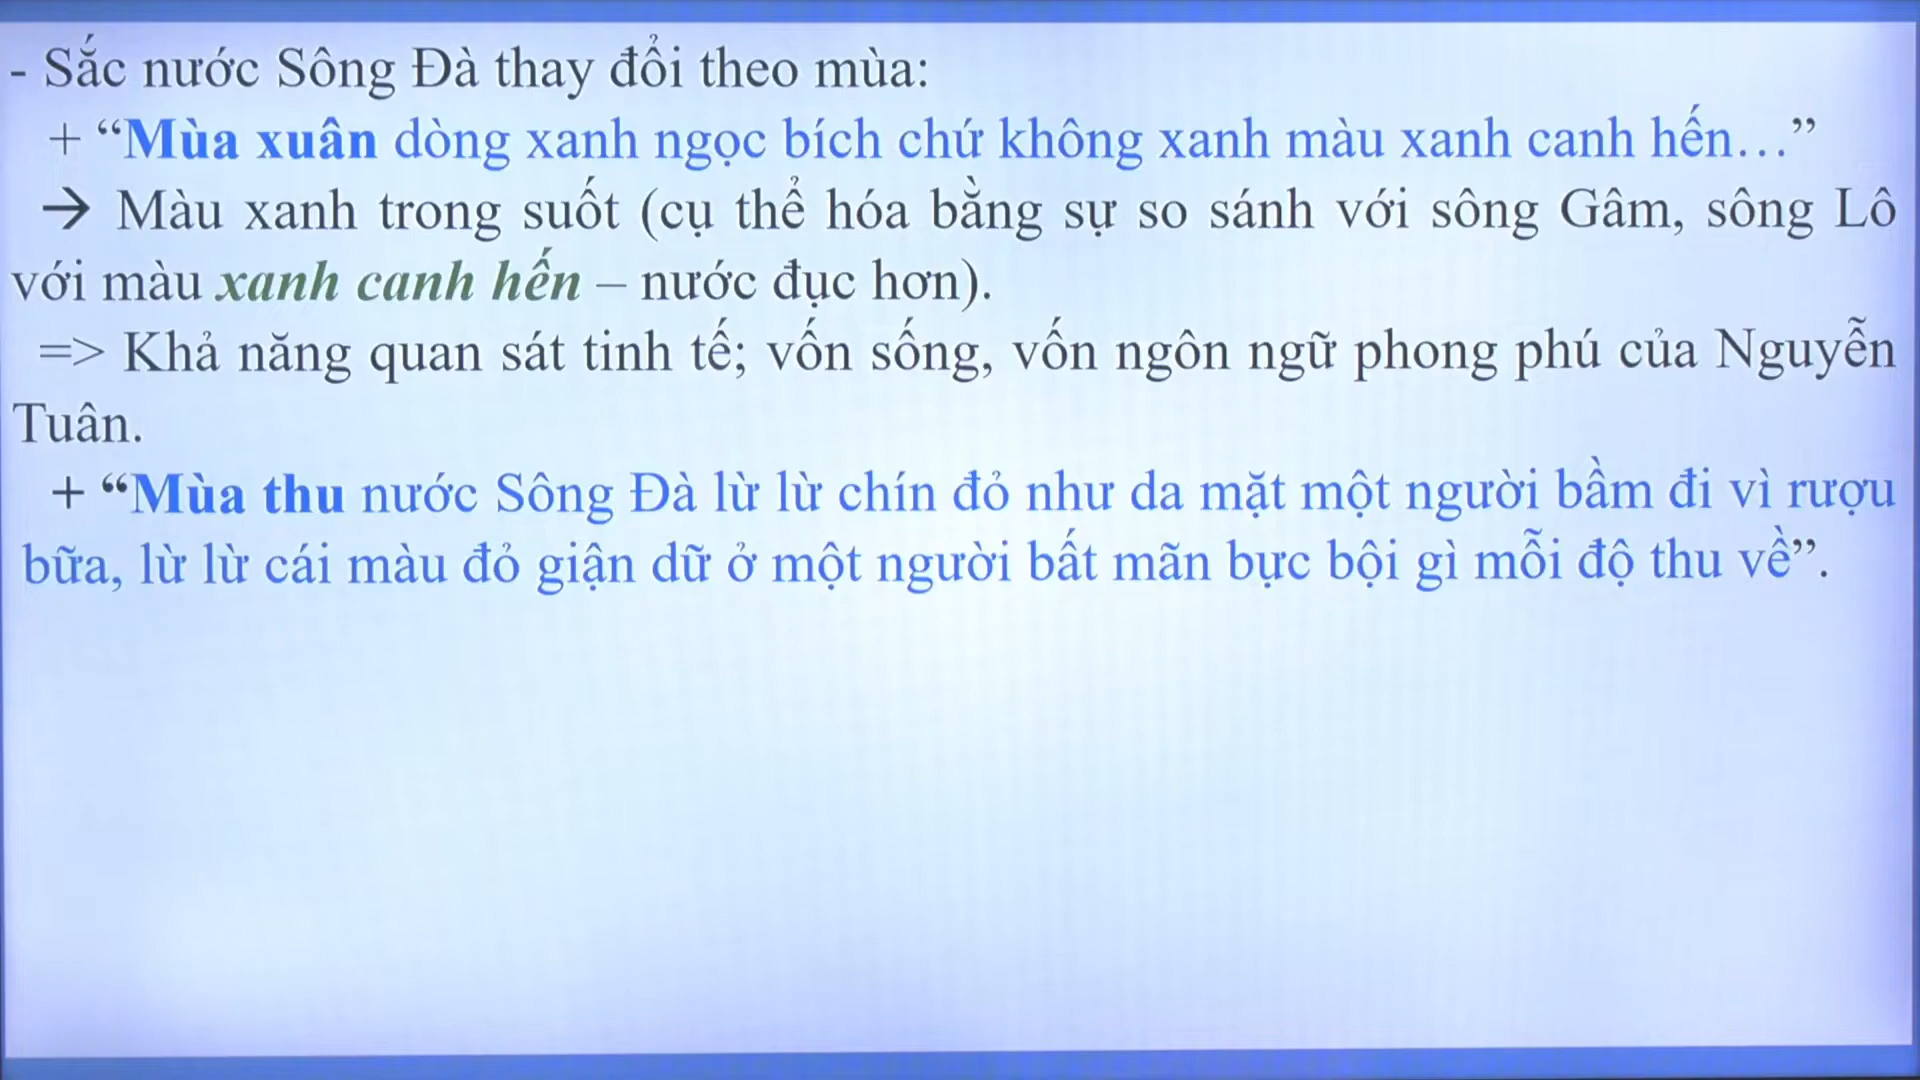 - Sắc nước Sông Đà thay đổi theo mùa:
+ “Mùa xuân dòng xanh ngọc bích chứ không xanh màu xanh canh hến…”
→ Màu xanh trong suốt (cụ thể hóa bằng sự so sánh với sông Gâm, sông Lô
với màu xanh canh hến – nước đục hơn).
=> Khả năng quan sát tinh tế; vốn sống, vốn ngôn ngữ phong phú của Nguyễn
Tuân.
+ “Mùa thu nước Sông Đà lừ lừ chín đỏ như da mặt một người bầm đi vì rượu
bữa, lừ lừ cái màu đỏ giận dữ ở một người bất mãn bực bội gì mỗi độ thu về”.